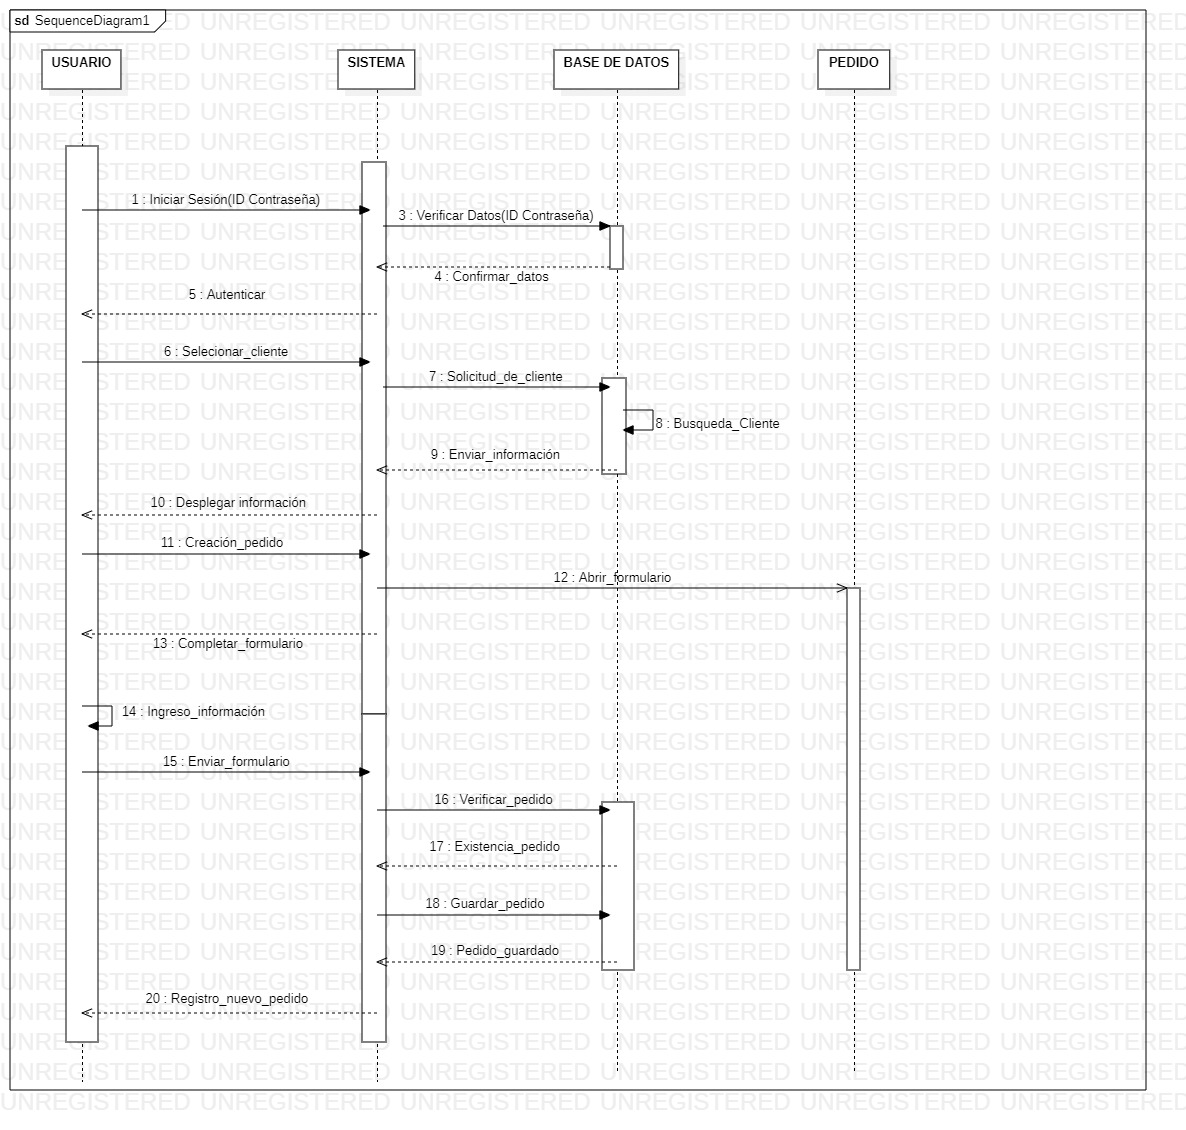 sd SequenceDiagram1
USUARIO
SISTEMA
BASE DE DATOS
PEDIDO
1 : Iniciar Sesión(ID Contraseña)
3 : Verificar Datos(ID Contraseña)
4 : Confirmar_datos
5 : Autenticar
6 : Selecionar_cliente
7 : Solicitud_de_cliente
8 : Busqueda_Cliente
9 : Enviar_información
10 : Desplegar información
11 : Creación_pedido
12 : Abrir_formulario
13 : Completar_formulario
14 : Ingreso_información
15 : Enviar_formulario
16 : Verificar_pedido
17 : Existencia_pedido
18 : Guardar_pedido
19 : Pedido_guardado
20 : Registro_nuevo_pedido
UNREGISTERED